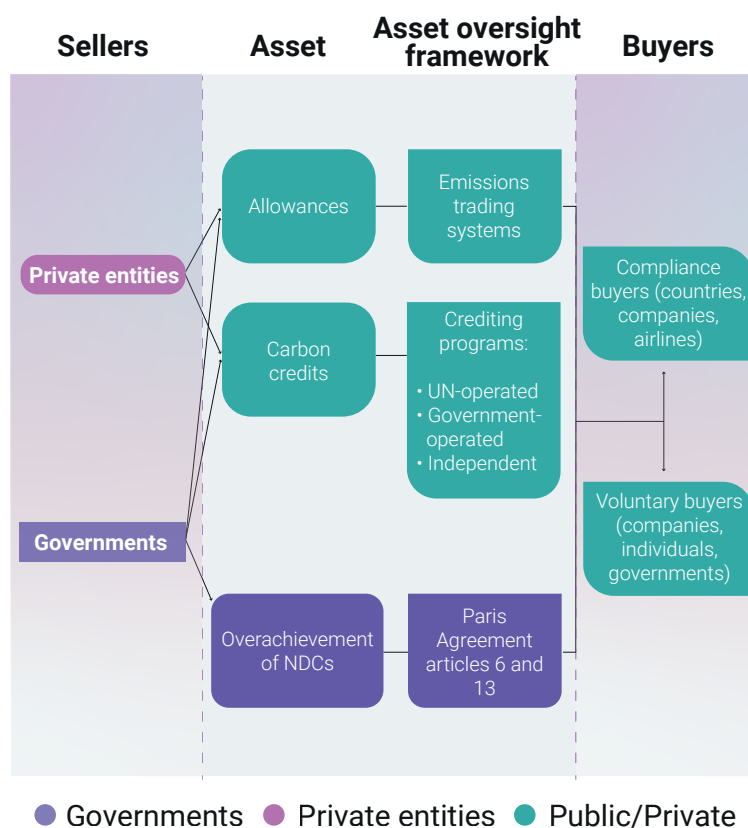 Sellers
Asset
Asset oversight
framework
Buyers
Private entities
Governments
Allowances
Carbon
credits
Overachievement
of NDCs
Emissions
trading
systems
Crediting
programs:
• UN-operated
• Government-
operated
• Independent
Paris
Agreement
articles 6 and
13
Compliance
buyers (countries,
companies,
airlines)
Voluntary buyers
(companies,
individuals,
governments)
Governments
Private entities
Public/Private